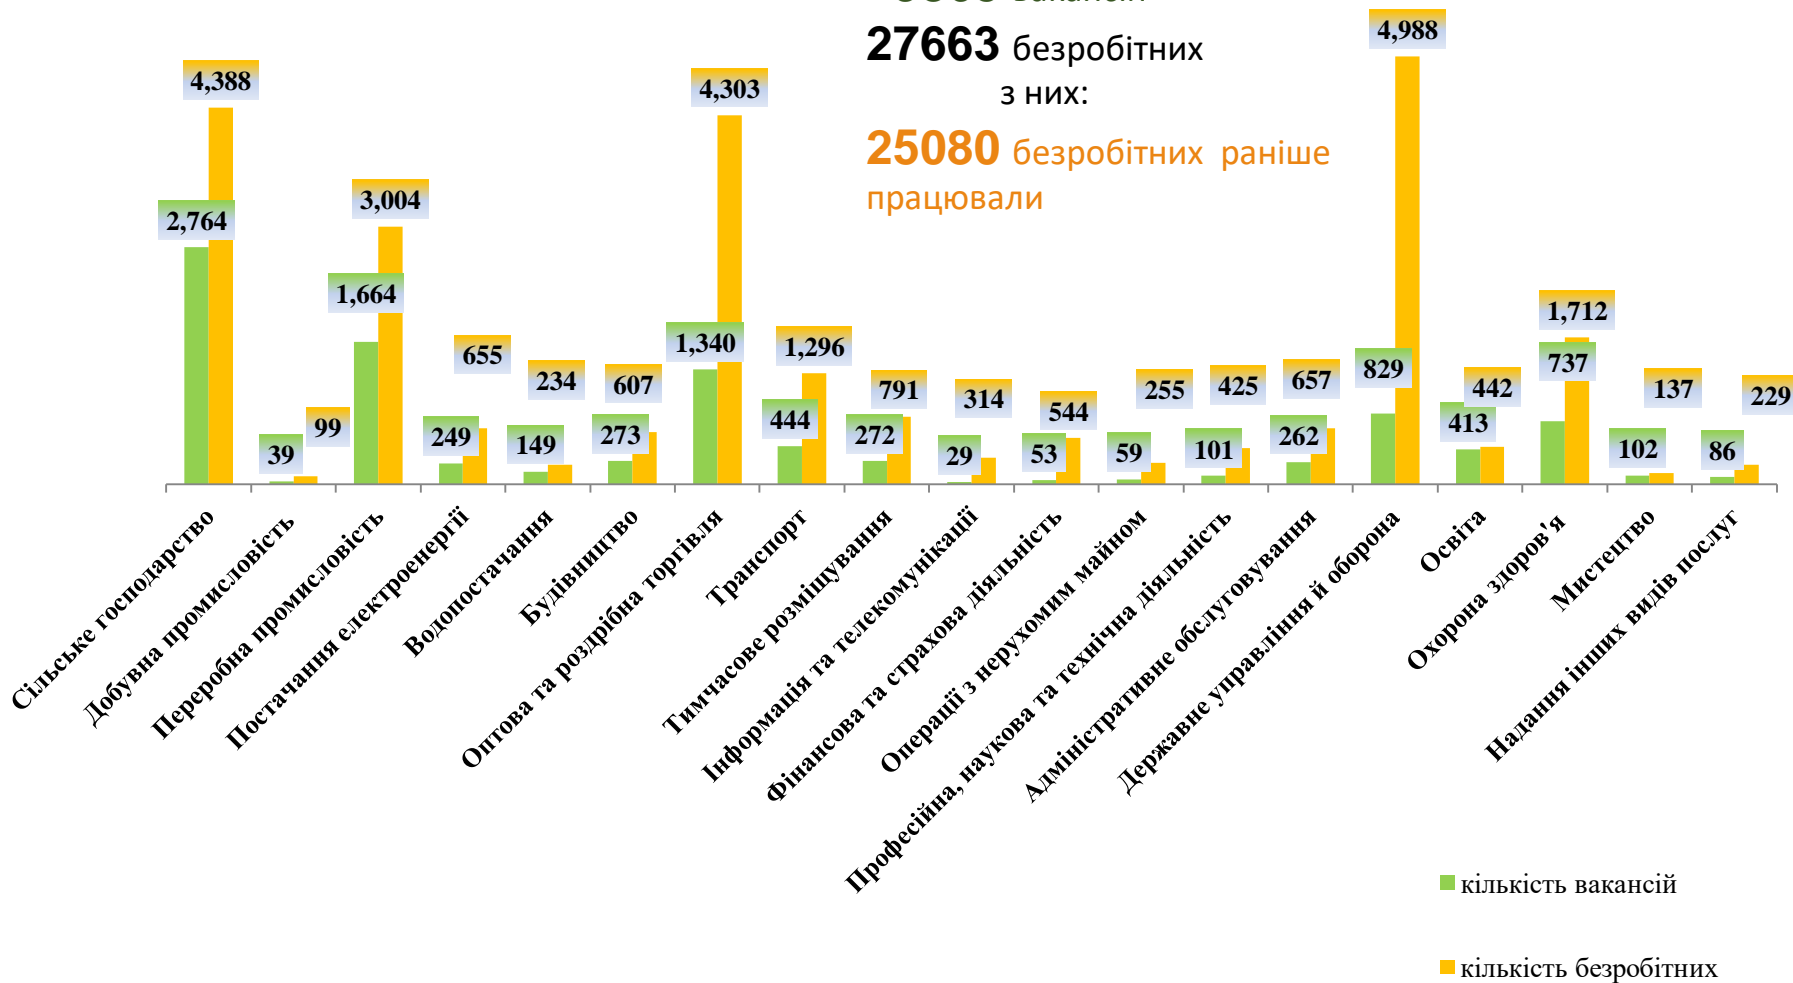 вакансій
27663 безробітних
з них:
25080 безробітних раніше
працювали
4,388
4,303
4,988
2,764
3,004
1,664
655
234
607
1,340
1,296
791
314
544
255
425
657
829
442
1,712
737
137
229
39
99
249
149
273
444
272
29
53
59
101
262
413
102
86
Сільське господарство
Добувна промисловість
Переробна промисловість
Постачання електроенергії
Водопостачання
Будівництво
Оптова та роздрібна торгівля
Транспорт
Тимчасове розміщування
Інформація та телекомунікації
Фінансова та страхова діяльність
Операції з нерухомим майном
Професійна, наукова та технічна діяльність
Адміністративне обслуговування
Державне управління й оборона
Освіта
Охорона здоров'я
Мистецтво
Надання інших видів послуг
кількість вакансій
кількість безробітних